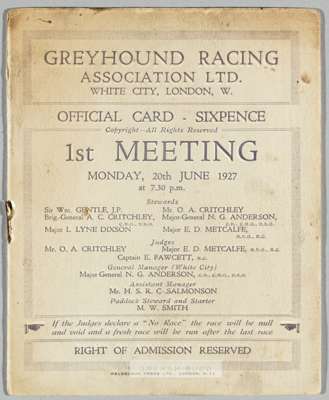 GREYHOUND RACING
ASSOCIATION LTD.
WHITE CITY, LONDON, W.
OFFICIAL CARD - SIXPENCE
Copyright—All Rights Reserved
1st MEETING
MONDAY, 20th JUNE 1927
at 7.30 p.m.
Stewards
Sir Wm. GENTLE, J.P. Mr. O. A. CRITCHLEY
Brig.-General A. C. CRITCHLEY, Major-General N. G. ANDERSON,
C.M.G., D.S.O. C.B., C.M.G., D.S.O.
Major L. LYNE DIXSON Major E. D. METCALFE,
M.V.O., M.C.
Judges
Mr. O. A. CRITCHLEY Major E. D. METCALFE, M.V.O., M.C.
Captain E. FAWCETT, M.C.
General Manager (White City)
Major General N. G. ANDERSON, C.B., C.M.G., D.S.O.
Assistant Manager
Mr. H. S. R. C. SALMONSON
Paddock Steward and Starter
M. W. SMITH
If the Judges declare a "No Race" the race will be null
and void and a fresh race will be run after the last race
RIGHT OF ADMISSION RESERVED
PRESS LTD., LONDON,